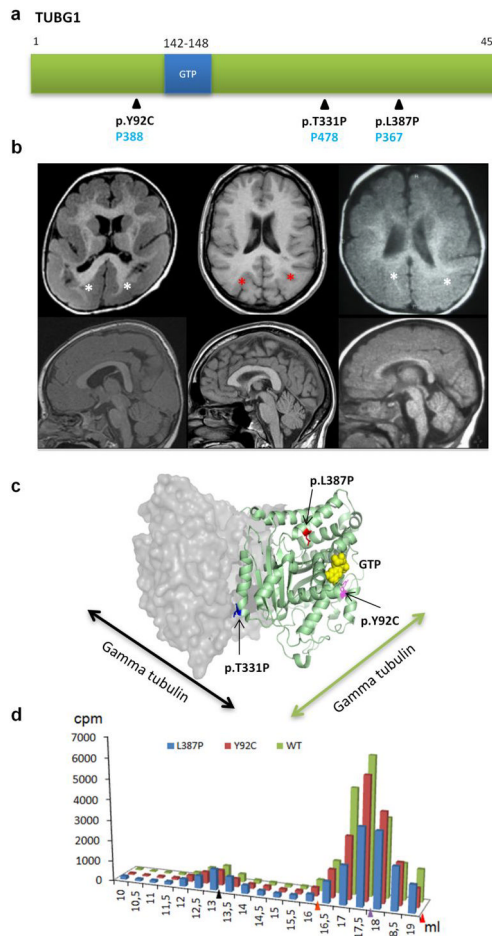 a
TUBG1
1
142-148
45
GTP
p.Y92C
P388
p.T331P
P478
p.L387P
P367
b
* * * * * *
c
p.L387P
GTP
p.Y92C
p.T331P
Gamma tubulin
Gamma tubulin
d
cpm
7000
6000
5000
4000
3000
2000
1000
0
L387P Y92C WT
10 10,5 11 11,5 12 12,5 13 13,5 14 14,5 15 15,5 16 16,5 17 17,5 18 8,5 19 ml